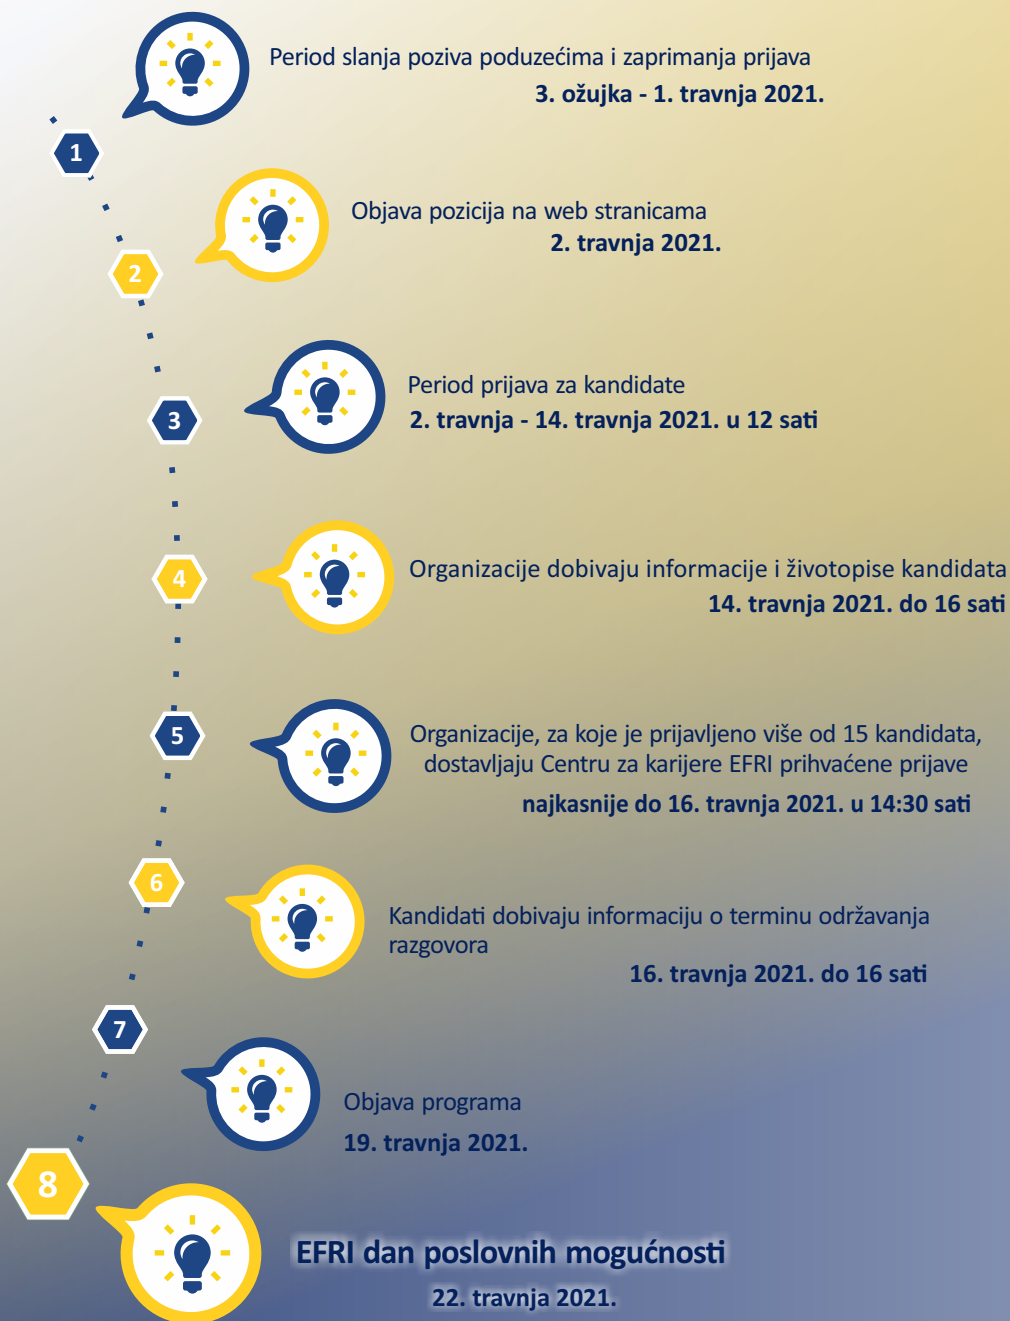 Period slanja poziva poduzećima i zaprimanja prijava
3. ožujka - 1. travnja 2021.
1
Objava pozicija na web stranicama
2. travnja 2021.
2
Period prijava za kandidate
2. travnja - 14. travnja 2021. u 12 sati
3
Organizacije dobivaju informacije i životopise kandidata
14. travnja 2021. do 16 sati
4
Organizacije, za koje je prijavljeno više od 15 kandidata,
dostavljaju Centru za karijere EFRI prihvaćene prijave
najkasnije do 16. travnja 2021. u 14:30 sati
5
Kandidati dobivaju informaciju o terminu održavanja
razgovora
16. travnja 2021. do 16 sati
6
Objava programa
19. travnja 2021.
7
EFRI dan poslovnih mogućnosti
22. travnja 2021.
8